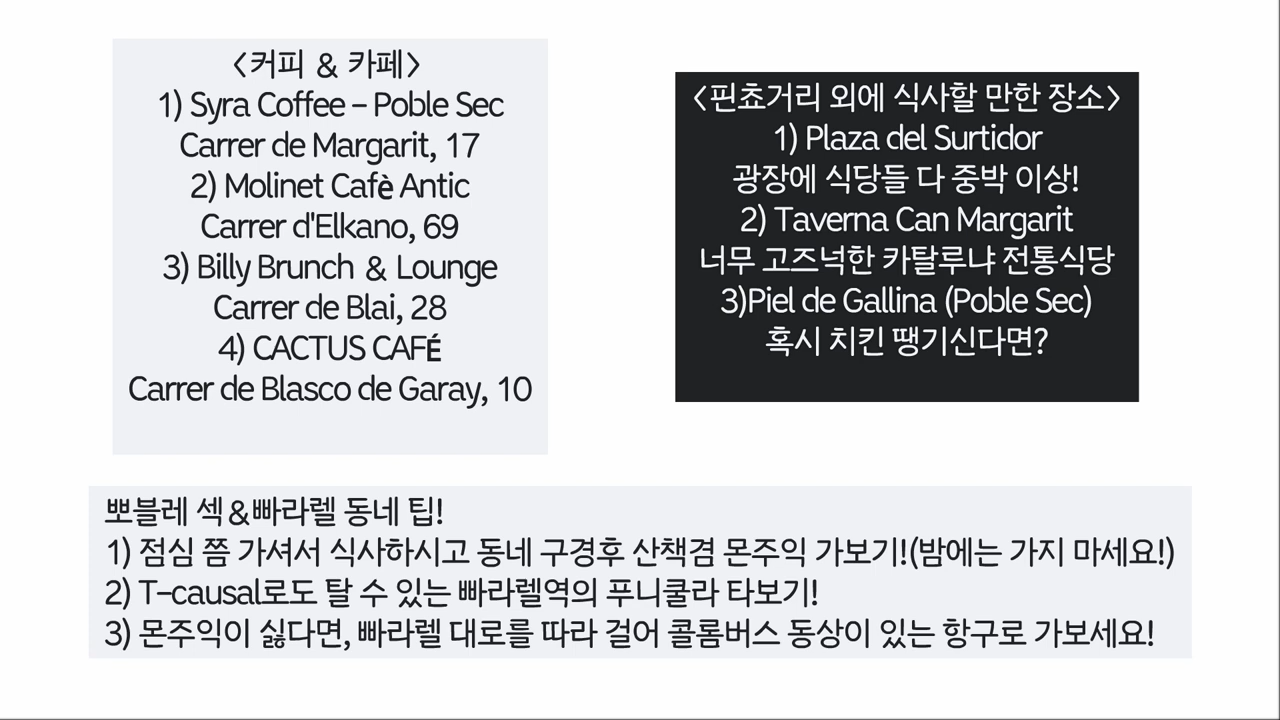 <커피 & 카페>
1) Syra Coffee – Poble Sec
Carrer de Margarit, 17
2) Molinet Cafè Antic
Carrer d'Elkano, 69
3) Billy Brunch & Lounge
Carrer de Blai, 28
4) CACTUS CAFÉ
Carrer de Blasco de Garay, 10
<핀쵸거리 외에 식사할 만한 장소>
1) Plaza del Surtidor
광장에 식당들 다 중박 이상!
2) Taverna Can Margarit
너무 고즈넉한 카탈루냐 전통식당
3)Piel de Gallina (Poble Sec)
혹시 치킨 땡기신다면?
뽀블레 섹&빠라렐 동네 팁!
1) 점심 쯤 가셔서 식사하시고 동네 구경후 산책겸 몬주익 가보기!(밤에는 가지 마세요!)
2) T-causal로도 탈 수 있는 빠라렐역의 푸니쿨라 타보기!
3) 몬주익이 싫다면, 빠라렐 대로를 따라 걸어 콜롬버스 동상이 있는 항구로 가보세요!